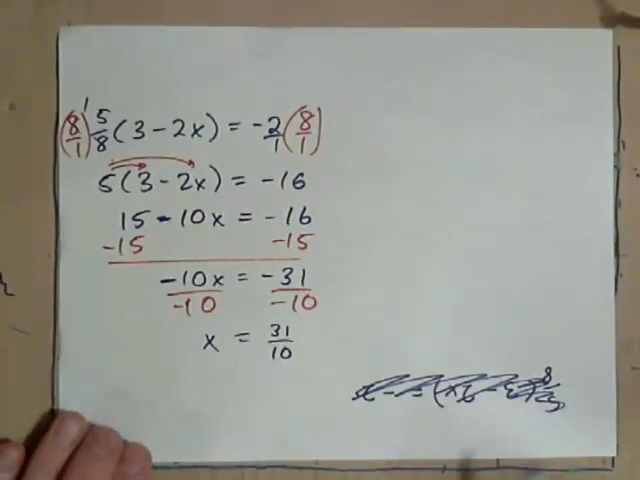 (8/1) 1 5/8 (3 - 2x) = -2/1 (8/1)
5(3 - 2x) = -16
15 - 10x = -16
-15 -15
-10x = -31
-10 -10
x = 31/10